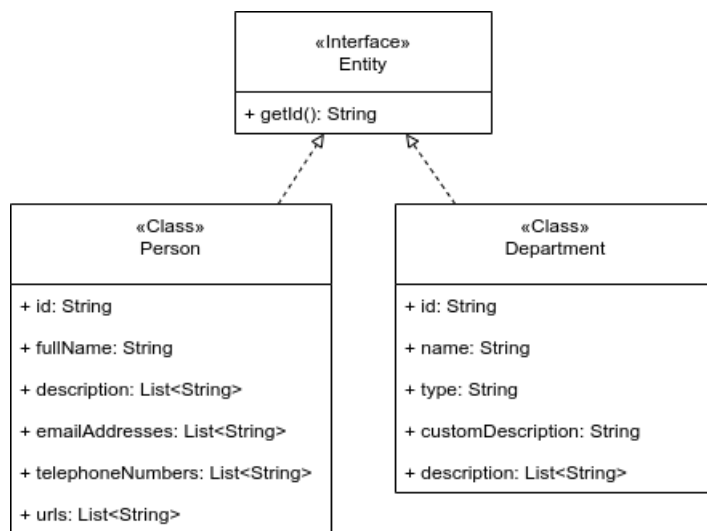 «Interface»
Entity
+ getId(): String
«Class»
Person
+ id: String
+ fullName: String
+ description: List<String>
+ emailAddresses: List<String>
+ telephoneNumbers: List<String>
+ urls: List<String>
«Class»
Department
+ id: String
+ name: String
+ type: String
+ customDescription: String
+ description: List<String>